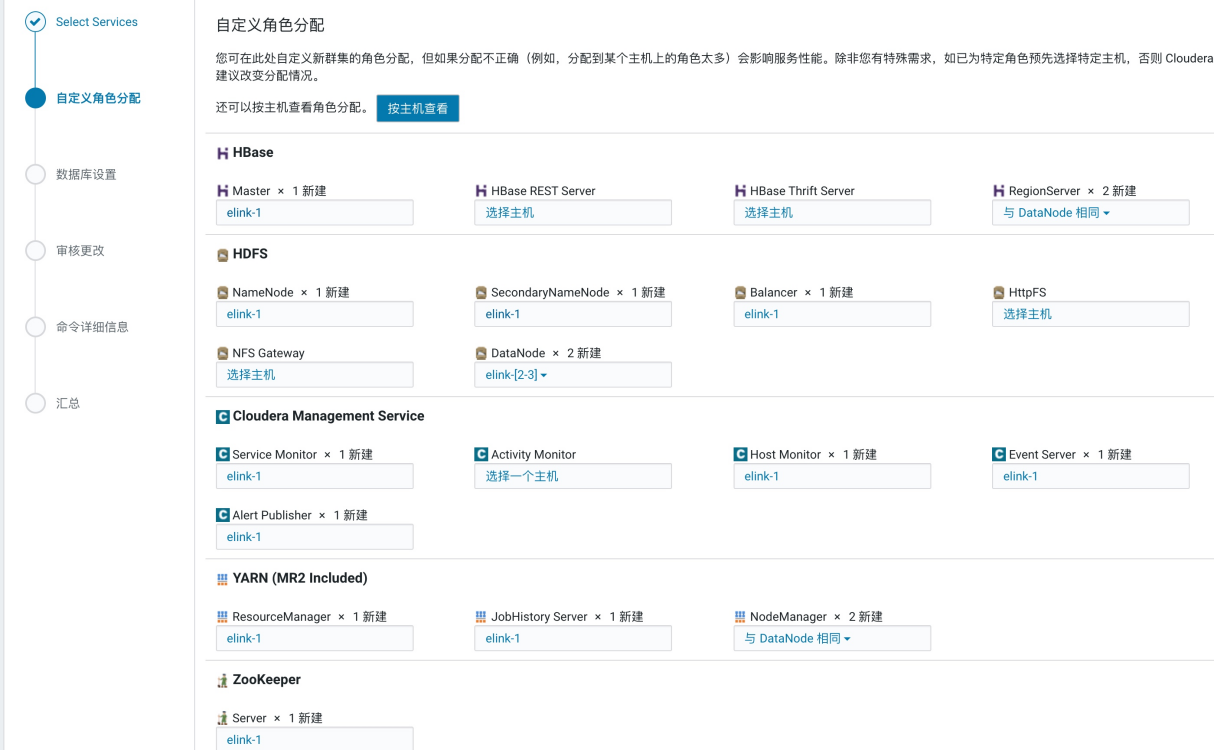 Select Services
自定义角色分配
数据库设置
审核更改
命令详细信息
汇总
自定义角色分配
您可在此处自定义新群集的角色分配，但如果分配不正确（例如，分配到某个主机上的角色太多）会影响服务性能。除非您有特殊需求，如已为特定角色预先选择特定主机，否则 Cloudera
建议改变分配情况。
还可以按主机查看角色分配。 按主机查看
HBase
Master × 1 新建
elink-1
HBase REST Server
选择主机
HBase Thrift Server
选择主机
RegionServer × 2 新建
与 DataNode 相同
HDFS
NameNode × 1 新建
elink-1
SecondaryNameNode × 1 新建
elink-1
Balancer × 1 新建
elink-1
HttpFS
选择主机
NFS Gateway
选择主机
DataNode × 2 新建
elink-[2-3]
Cloudera Management Service
Service Monitor × 1 新建
elink-1
Activity Monitor
选择一个主机
Host Monitor × 1 新建
elink-1
Event Server × 1 新建
elink-1
Alert Publisher × 1 新建
elink-1
YARN (MR2 Included)
ResourceManager × 1 新建
elink-1
JobHistory Server × 1 新建
elink-1
NodeManager × 2 新建
与 DataNode 相同
ZooKeeper
Server × 1 新建
elink-1